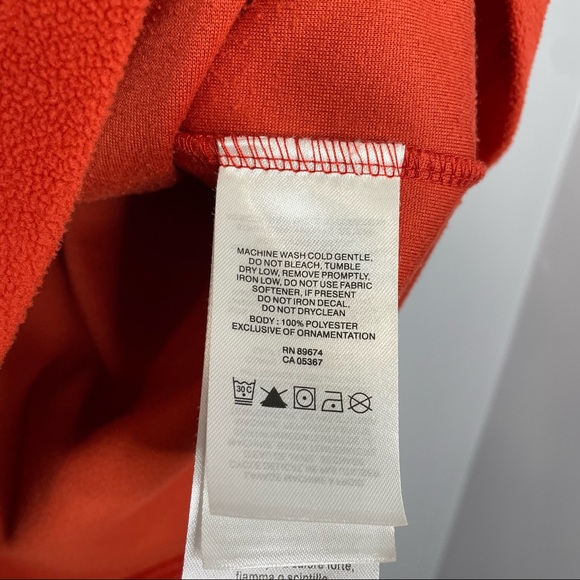 MACHINE WASH COLD GENTLE,
DO NOT BLEACH, TUMBLE
DRY LOW, REMOVE PROMPTLY,
IRON LOW, DO NOT USE FABRIC
SOFTENER, IF PRESENT
DO NOT IRON DECAL,
DO NOT DRYCLEAN
BODY : 100% POLYESTER
EXCLUSIVE OF ORNAMENTATION
RN 89674
CA 05367
30 C
forte,
fiamma o scintille